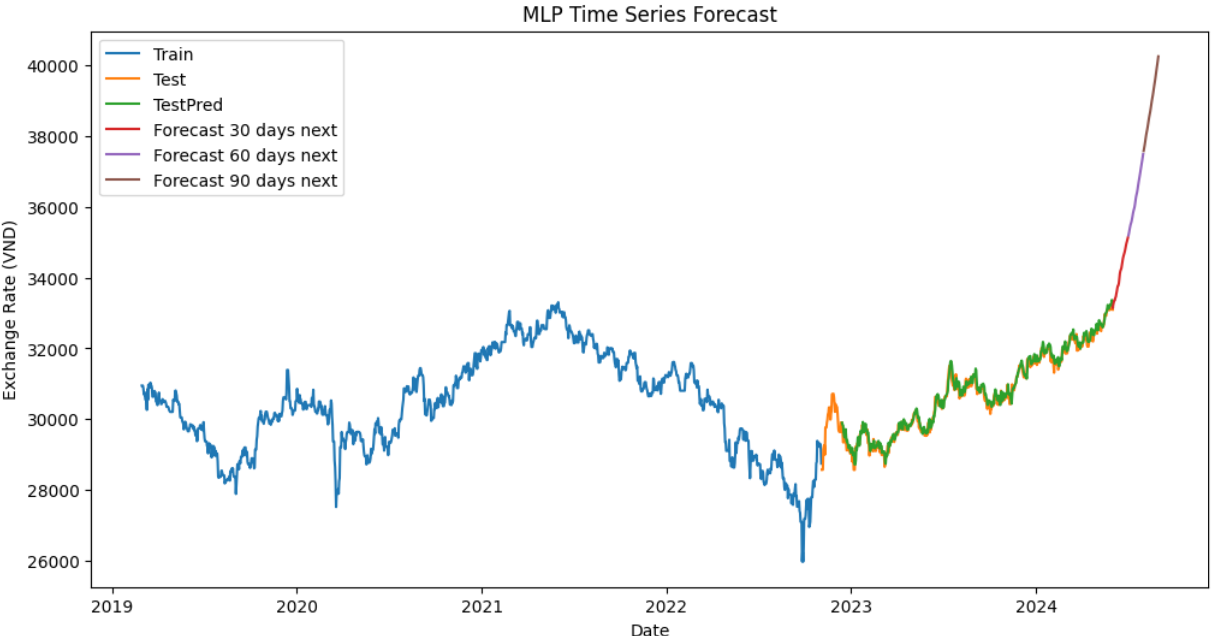 MLP Time Series Forecast
Train
Test
TestPred
Forecast 30 days next
Forecast 60 days next
Forecast 90 days next
Exchange Rate (VND)
40000
38000
36000
34000
32000
30000
28000
26000
2019
2020
2021
2022
2023
2024
Date